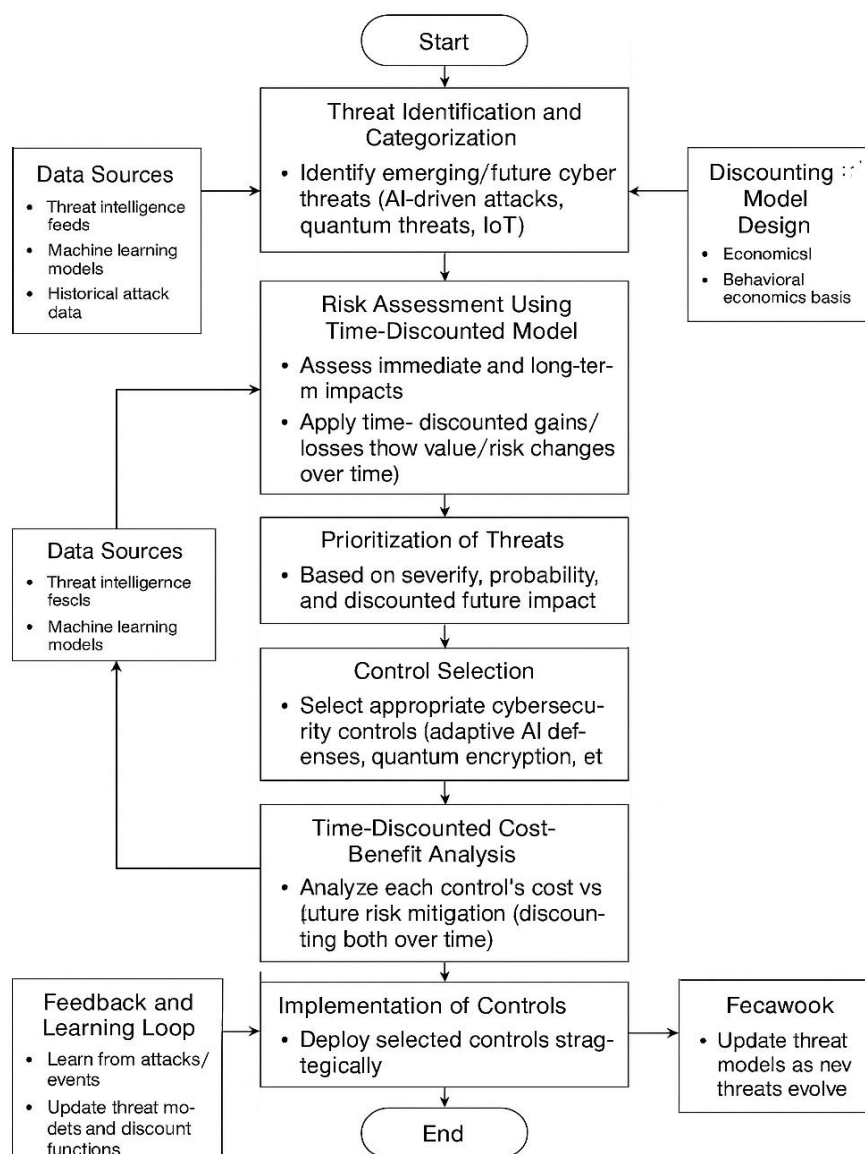 Start
Threat Identification and
Categorization
• Identify emerging/future cyber
threats (AI-driven attacks,
quantum threats, IoT)
Data Sources
• Threat intelligence
feeds
• Machine learning
models
• Historical attack
data
Discounting
Model
Design
• Economicsl
• Behavioral
economics basis
Risk Assessment Using
Time-Discounted Model
• Assess immediate and long-ter-
m impacts
• Apply time- discounted gains/
losses thow value/risk changes
over time)
Prioritization of Threats
• Based on severify, probability,
and discounted future impact
Data Sources
• Threat intelligernce
fescls
• Machine learning
models
Control Selection
• Select appropriate cybersecu-
rity controls (adaptive AI def-
enses, quantum encryption, et
Time-Discounted Cost-
Benefit Analysis
• Analyze each control's cost vs
future risk mitigation (discoun-
ting both over time)
Feedback and
Learning Loop
• Learn from attacks/
events
• Update threat mo-
dets and discount
functions
Implementation of Controls
• Deploy selected controls strag-
tegically
Fecawook
• Update threat
models as nev
threats evolve
End